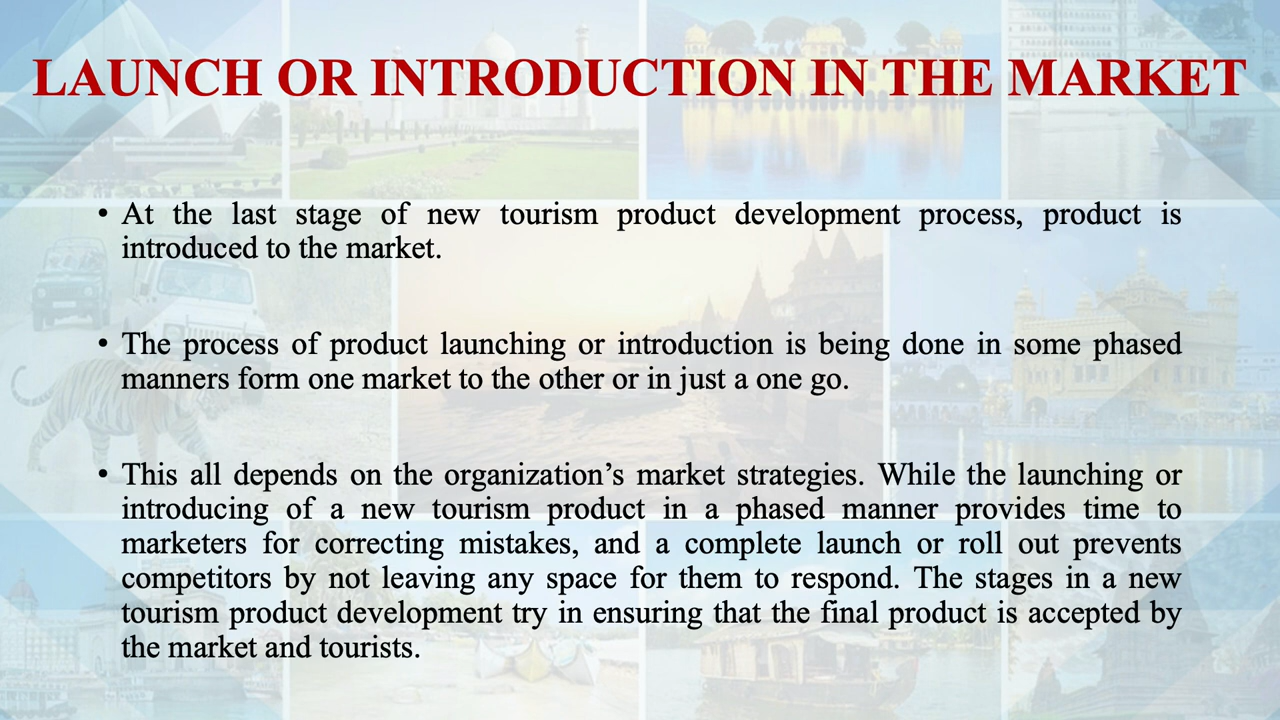 LAUNCH OR INTRODUCTION IN THE MARKET
• At the last stage of new tourism product development process, product is
introduced to the market.
• The process of product launching or introduction is being done in some phased
manners form one market to the other or in just a one go.
• This all depends on the organization’s market strategies. While the launching or
introducing of a new tourism product in a phased manner provides time to
marketers for correcting mistakes, and a complete launch or roll out prevents
competitors by not leaving any space for them to respond. The stages in a new
tourism product development try in ensuring that the final product is accepted by
the market and tourists.